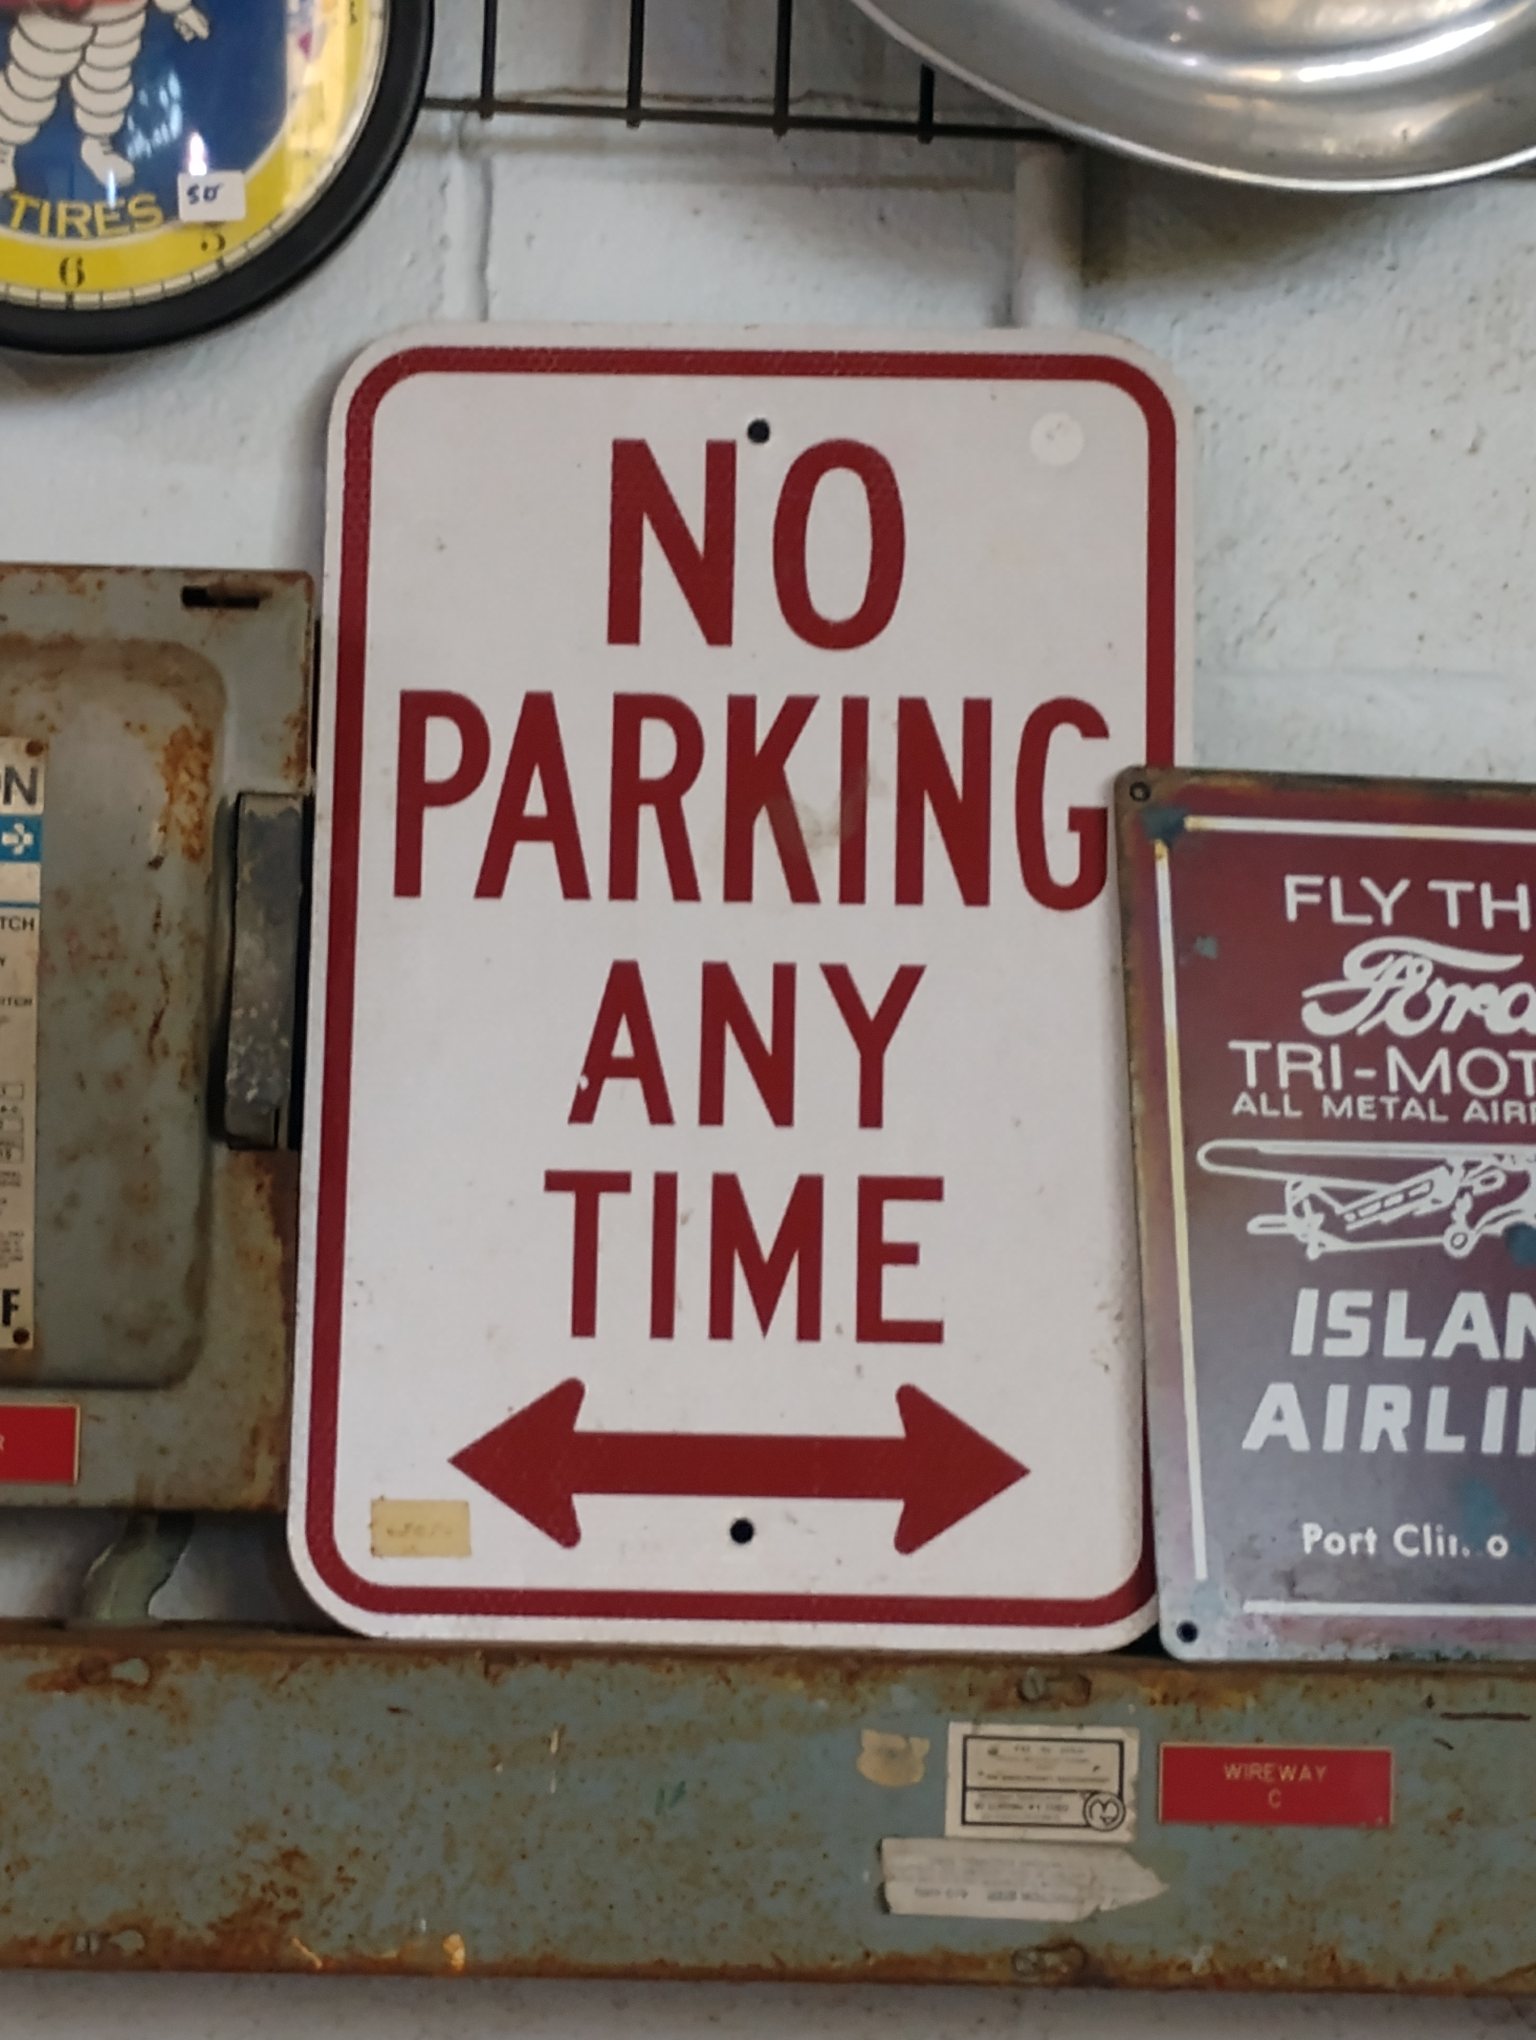 TIRES
50
5
6
NO
PARKING
ANY
TIME
ON
TCH
F
FLY TH
Ford
TRI-MOT
ALL METAL AIR
ISLAN
AIRLI
Port Cli
WIREWAY
C